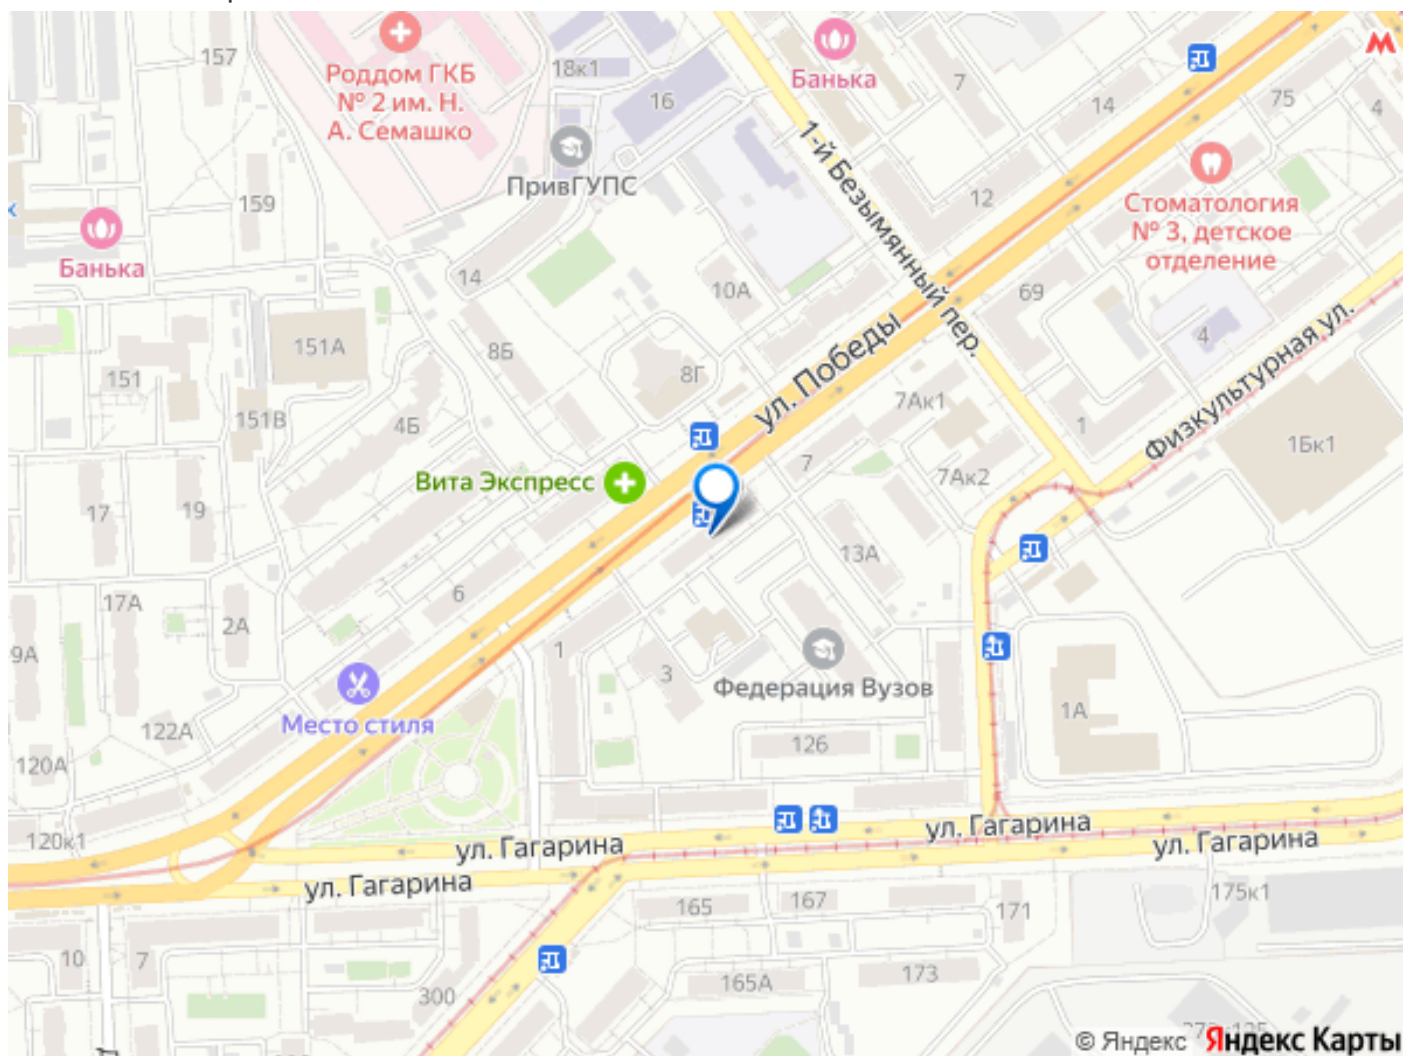 157
Роддом ГКБ
№ 2 им. Н.
А. Семашко
18к1
16
Банька
7
14
75
4
ПривГУПС
1-й Безымянный пер.
12
Стоматология
№ 3, детское
отделение
159
Банька
14
10А
69
4
151А
8Б
8Г
ул. Победы
Физкультурная ул.
151
151В
4Б
7Ак1
1
1Бк1
Вита Экспресс
7
7Ак2
17
19
13А
17А
2А
6
9А
1
3
Федерация Вузов
Место стиля
122А
1А
120А
126
120к1
ул. Гагарина
ул. Гагарина
ул. Гагарина
ул. Гагарина
165
167
171
175к1
10
7
300
165А
173
© Яндекс
Яндекс Карты